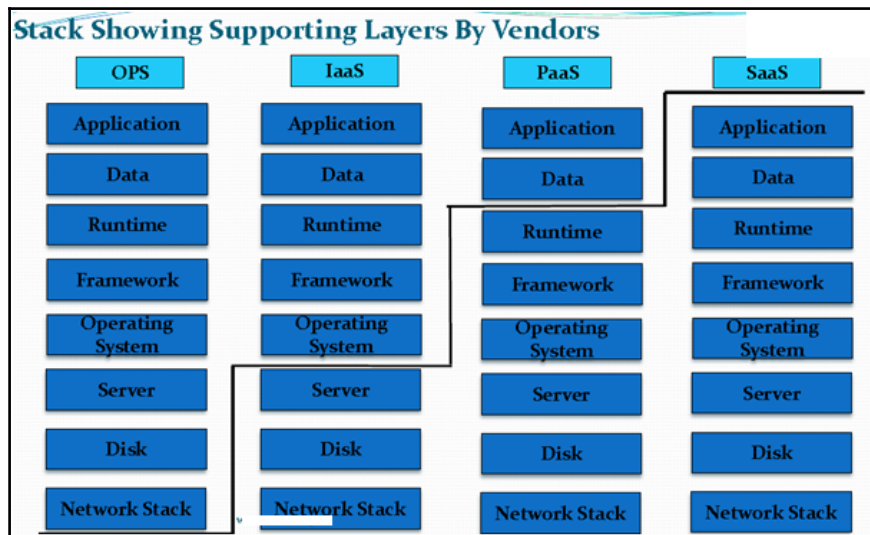 Stack Showing Supporting Layers By Vendors
OPS IaaS PaaS SaaS
Application Application Application Application
Data Data Data Data
Runtime Runtime Runtime Runtime
Framework Framework Framework Framework
Operating Operating Operating Operating
System System System System
Server Server Server Server
Disk Disk Disk Disk
Network Stack Network Stack Network Stack Network Stack